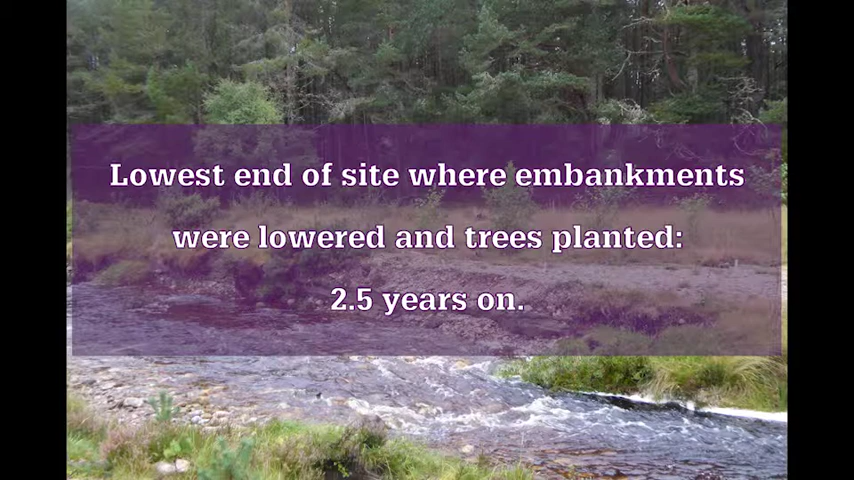 Lowest end of site where embankments
were lowered and trees planted:
2.5 years on.